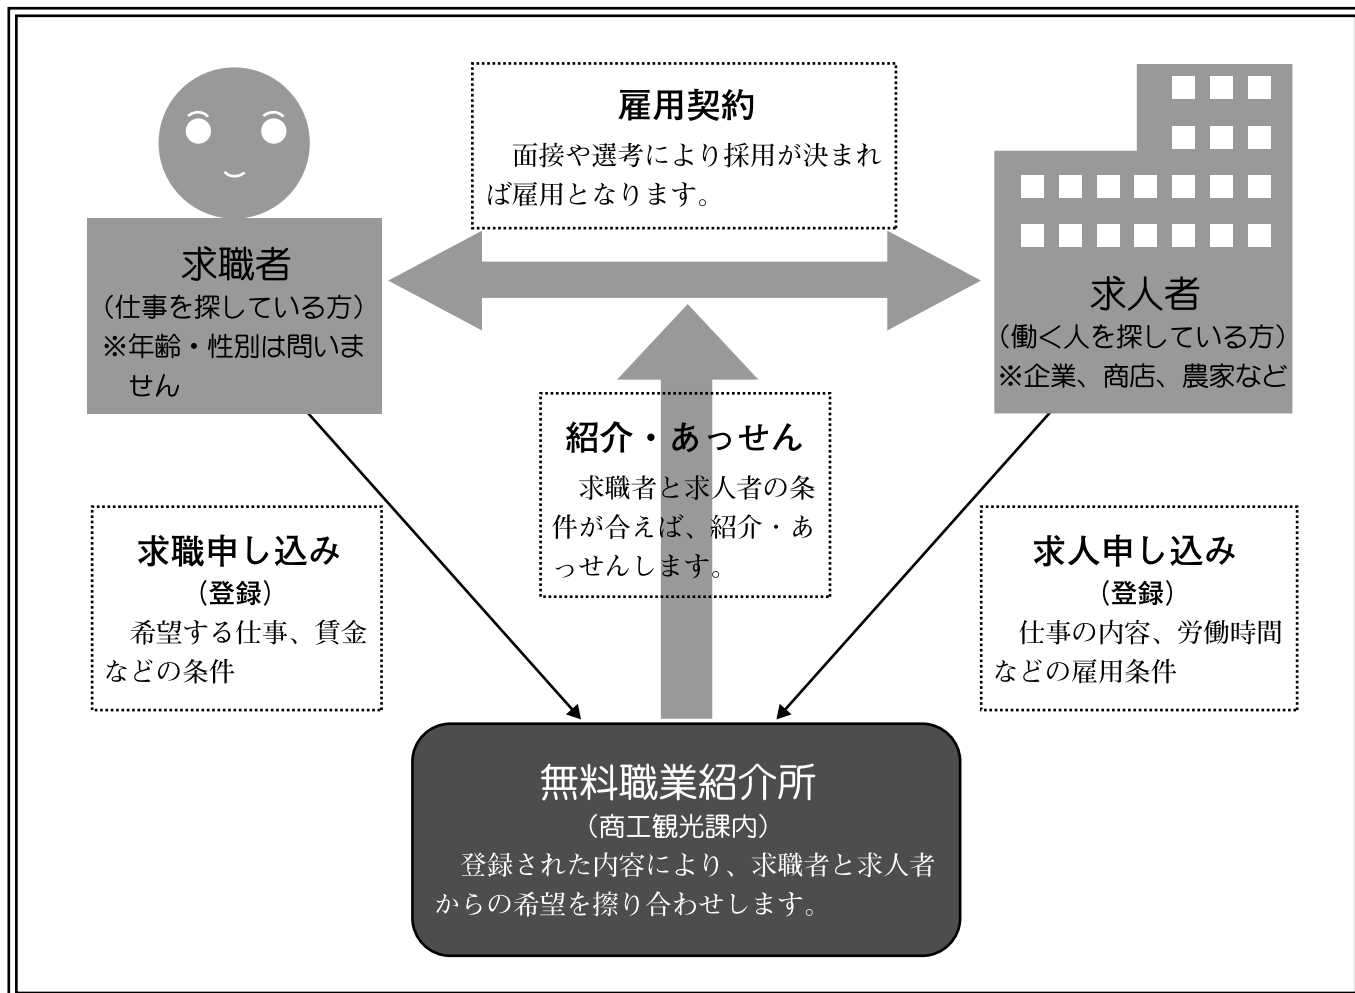 雇用契約
　面接や選考により採用が決まれ
ば雇用となります。
求職者
（仕事を探している方）
※年齢・性別は問いま
せん
求人者
（働く人を探している方）
※企業、商店、農家など
紹介・あっせん
　求職者と求人者の条
件が合えば、紹介・あ
っせんします。
求職申し込み
（登録）
　希望する仕事、賃金
などの条件
求人申し込み
（登録）
　仕事の内容、労働時間
などの雇用条件
無料職業紹介所
（商工観光課内）
　登録された内容により、求職者と求人者
からの希望を擦り合わせします。